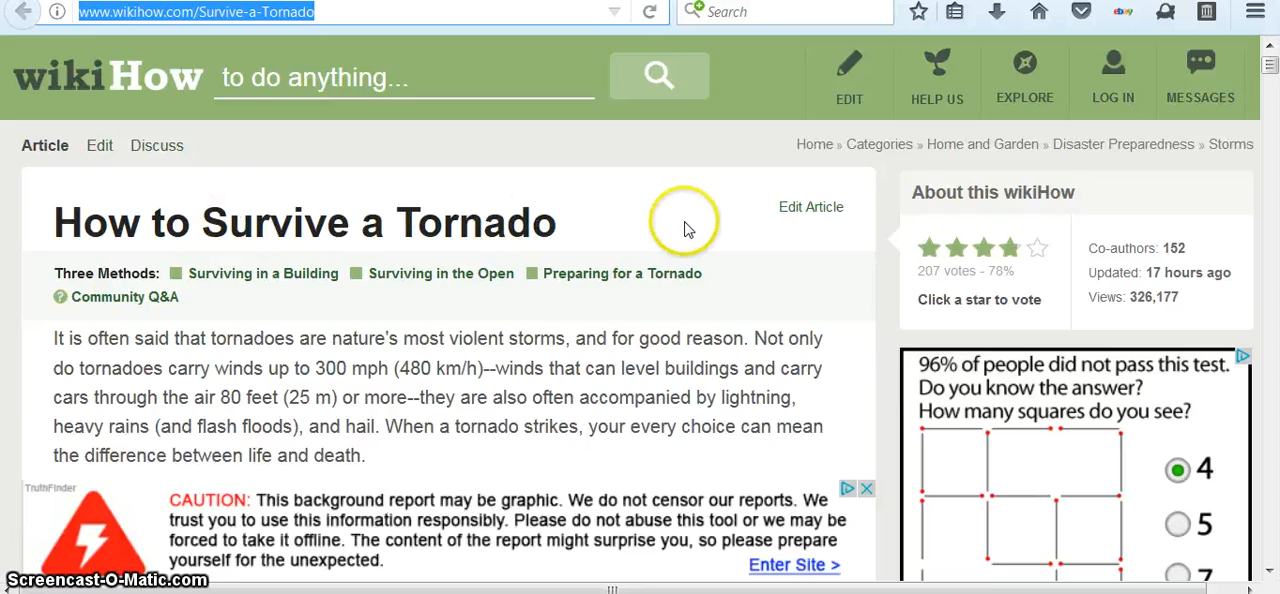 www.wikihow.com/Survive-a-Tornado
Search
ebay
wikiHow to do anything...
EDIT
HELP US
EXPLORE
LOG IN
MESSAGES
Article Edit Discuss
Home » Categories » Home and Garden » Disaster Preparedness » Storms
How to Survive a Tornado
Edit Article
Three Methods: Surviving in a Building Surviving in the Open Preparing for a Tornado
? Community Q&A
It is often said that tornadoes are nature's most violent storms, and for good reason. Not only
do tornadoes carry winds up to 300 mph (480 km/h)--winds that can level buildings and carry
cars through the air 80 feet (25 m) or more--they are also often accompanied by lightning,
heavy rains (and flash floods), and hail. When a tornado strikes, your every choice can mean
the difference between life and death.
TruthFinder
CAUTION: This background report may be graphic. We do not censor our reports. We
trust you to use this information responsibly. Please do not abuse this tool or we may be
forced to take it offline. The content of the report might surprise you, so please prepare
yourself for the unexpected.
Enter Site >
About this wikiHow
207 votes - 78%
Click a star to vote
Co-authors: 152
Updated: 17 hours ago
Views: 326,177
96% of people did not pass this test.
Do you know the answer?
How many squares do you see?
4
5
7
Screencast-O-Matic.com